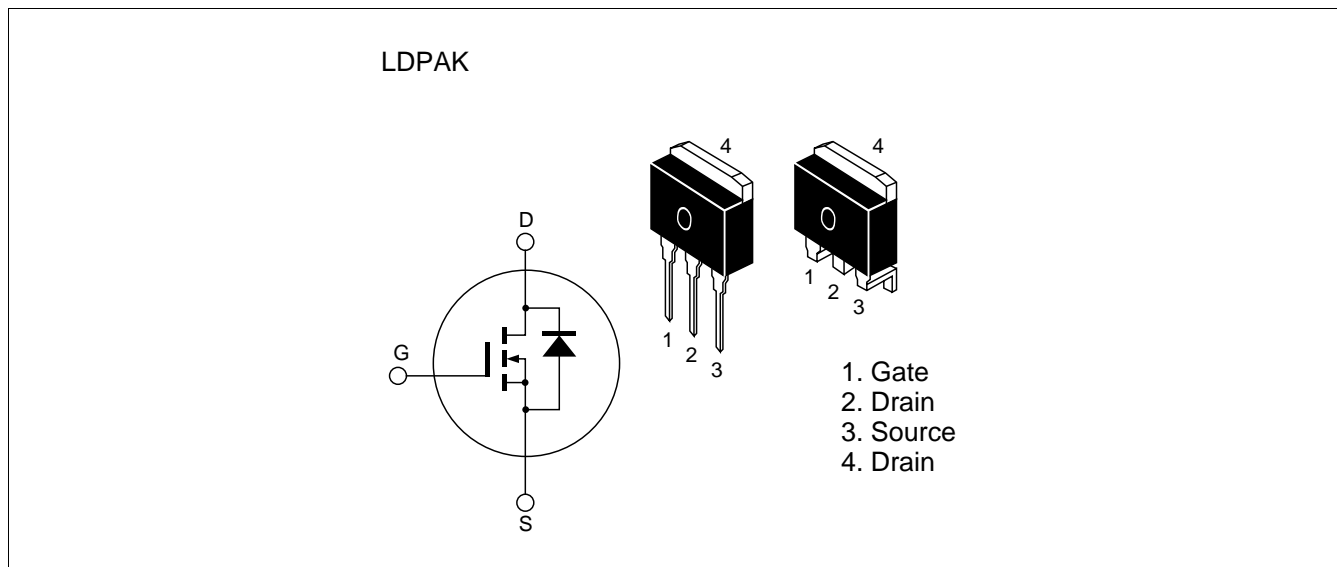 LDPAK
4
4
D
1
2
3
G
1
2
3
S
1. Gate
2. Drain
3. Source
4. Drain